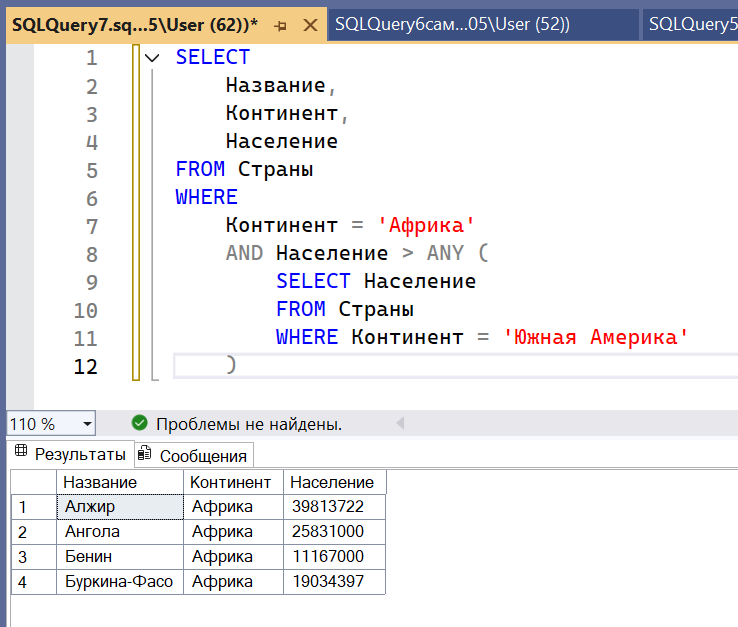 SQLQuery7.sq...5\User (62))* SQLQuery6сам...05\User (52)) SQLQuery5
1 SELECT
2 Название,
3 Континент,
4 Население
5 FROM Страны
6 WHERE
7 Континент = 'Африка'
8 AND Население > ANY (
9 SELECT Население
10 FROM Страны
11 WHERE Континент = 'Южная Америка'
12 )
110 % Проблемы не найдены.
Результаты Сообщения
Название Континент Население
1 Алжир Африка 39813722
2 Ангола Африка 25831000
3 Бенин Африка 11167000
4 Буркина-Фасо Африка 19034397